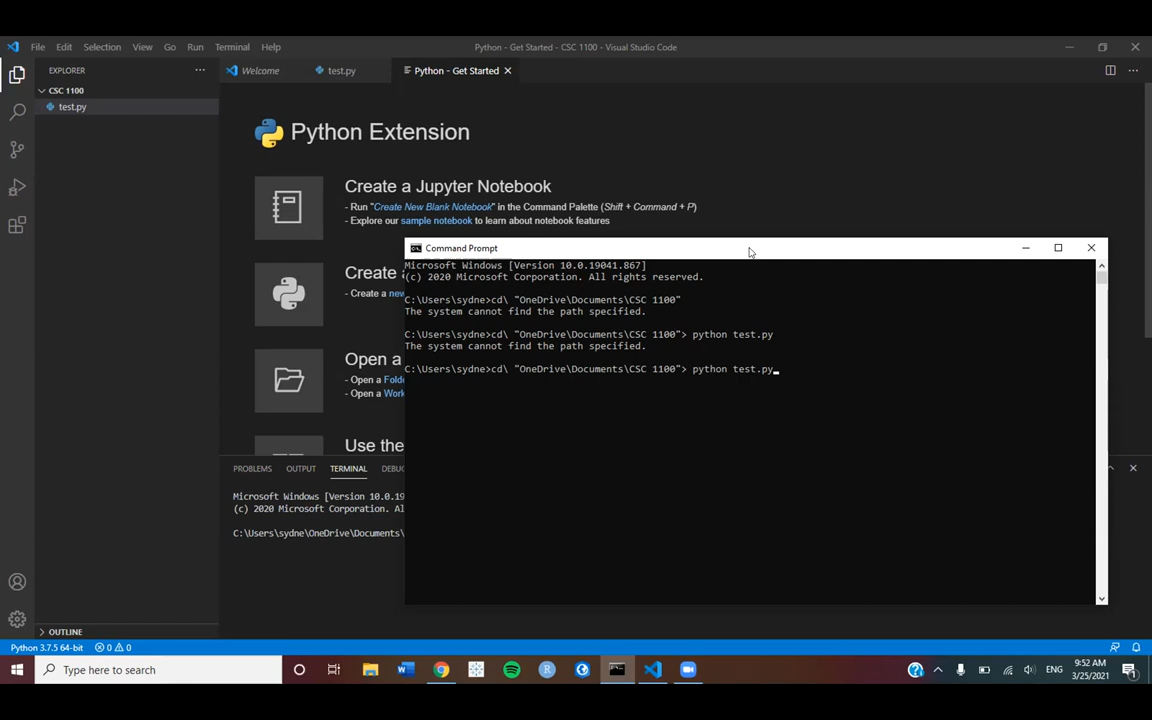 File Edit Selection View Go Run Terminal Help
Python - Get Started - CSC 1100 - Visual Studio Code
EXPLORER
Welcome
test.py
Python - Get Started
CSC 1100
test.py
Python Extension
Create a Jupyter Notebook
- Run "Create New Blank Notebook" in the Command Palette (Shift + Command + P)
- Explore our sample notebook to learn about notebook features
Create a
- Create a new
Open a
- Open a Folde
- Open a Work
Use the
Command Prompt
Microsoft Windows [Version 10.0.19041.867]
(c) 2020 Microsoft Corporation. All rights reserved.
C:\Users\sydne>cd\ "OneDrive\Documents\CSC 1100"
The system cannot find the path specified.
C:\Users\sydne>cd\ "OneDrive\Documents\CSC 1100"> python test.py
The system cannot find the path specified.
C:\Users\sydne>cd\ "OneDrive\Documents\CSC 1100"> python test.py
PROBLEMS OUTPUT TERMINAL DEBU
Microsoft Windows [Version 10.0.19
(c) 2020 Microsoft Corporation. Al
C:\Users\sydne\OneDrive\Documents\
OUTLINE
Python 3.7.5 64-bit 0 0
Type here to search
ENG
9:52 AM
3/25/2021